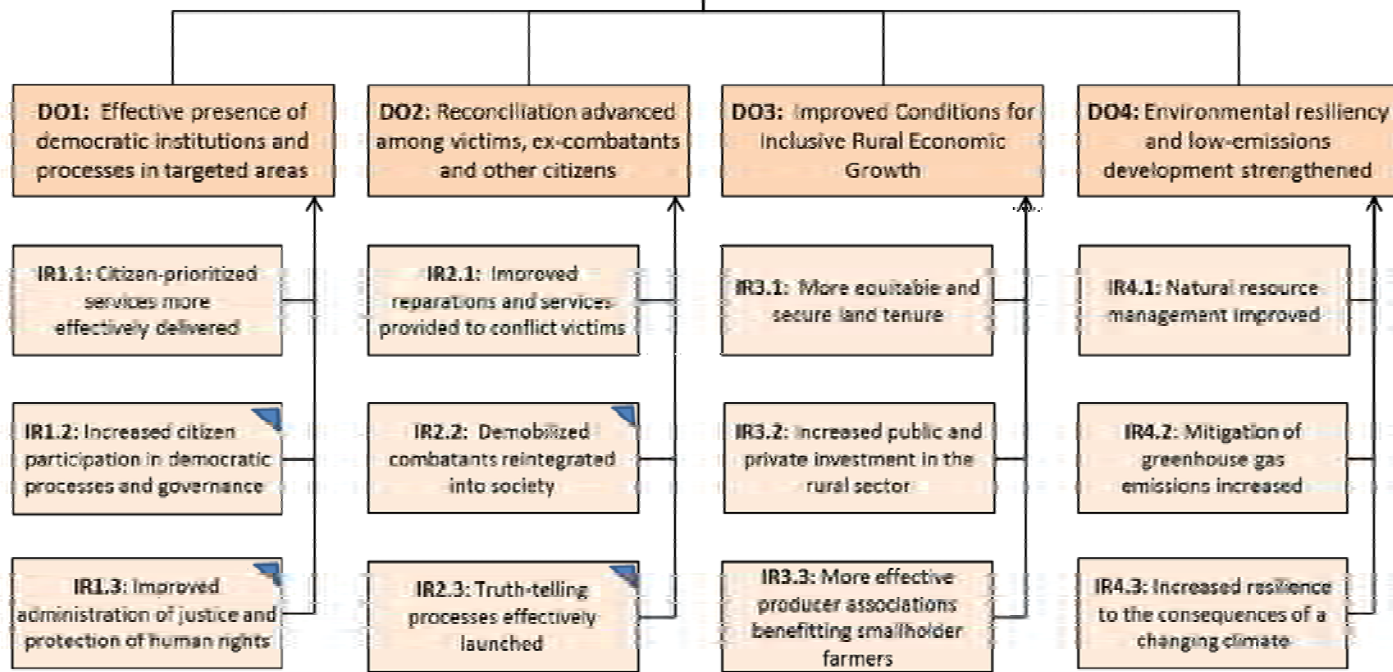 DO1: Effective presence of
democratic institutions and
processes in targeted areas
DO2: Reconciliation advanced
among victims, ex-combatants
and other citizens
DO3: Improved Conditions for
Inclusive Rural Economic
Growth
DO4: Environmental resiliency
and low-emissions
development strengthened
IR1.1: Citizen-prioritized
services more
effectively delivered
IR2.1: Improved
reparations and services
provided to conflict victims
IR3.1: More equitable and
secure land tenure
IR4.1: Natural resource
management improved
IR1.2: Increased citizen
participation in democratic
processes and governance
IR2.2: Demobilized
combatants reintegrated
into society
IR3.2: Increased public and
private investment in the
rural sector
IR4.2: Mitigation of
greenhouse gas
emissions increased
IR1.3: Improved
administration of justice and
protection of human rights
IR2.3: Truth-telling
processes effectively
launched
IR3.3: More effective
producer associations
benefitting smallholder
farmers
IR4.3: Increased resilience
to the consequences of a
changing climate